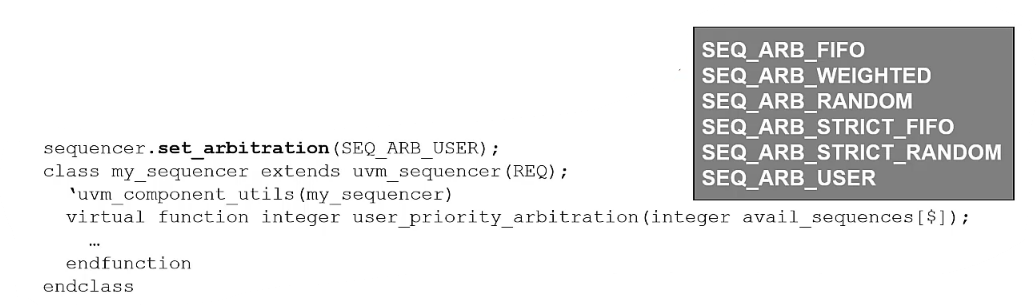 SEQ_ARB_FIFO
SEQ_ARB_WEIGHTED
SEQ_ARB_RANDOM
SEQ_ARB_STRICT_FIFO
SEQ_ARB_STRICT_RANDOM
SEQ_ARB_USER
sequencer.set_arbitration(SEQ_ARB_USER);
class my_sequencer extends uvm_sequencer(REQ);
‘uvm_component_utils(my_sequencer)
virtual function integer user_priority_arbitration(integer avail_sequences[$]);
…
endfunction
endclass